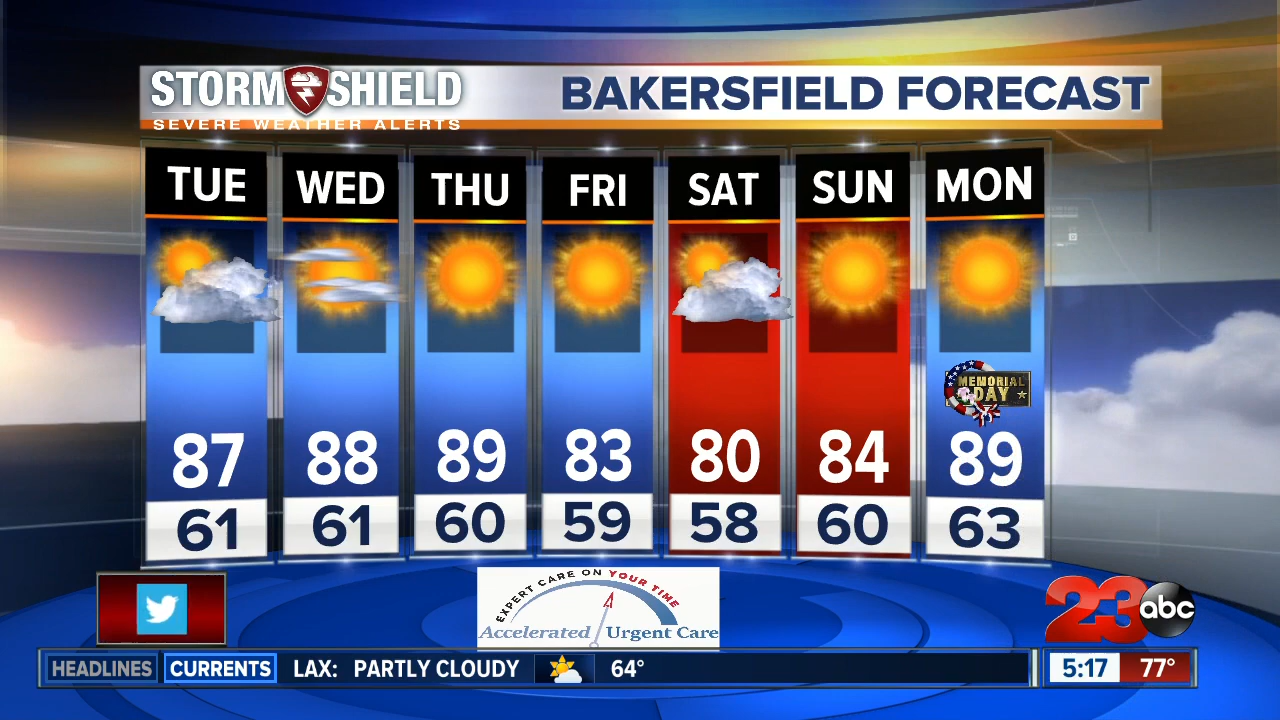 STORM SHIELD
SEVERE WEATHER ALERTS
BAKERSFIELD FORECAST
TUE WED THU FRI SAT SUN MON
MEMORIAL
DAY
87 88 89 83 80 84 89
61 61 60 59 58 60 63
EXPERT CARE ON YOUR TIME
Accelerated Urgent Care
23 abc
HEADLINES CURRENTS LAX: PARTLY CLOUDY 64° 5:17 77°